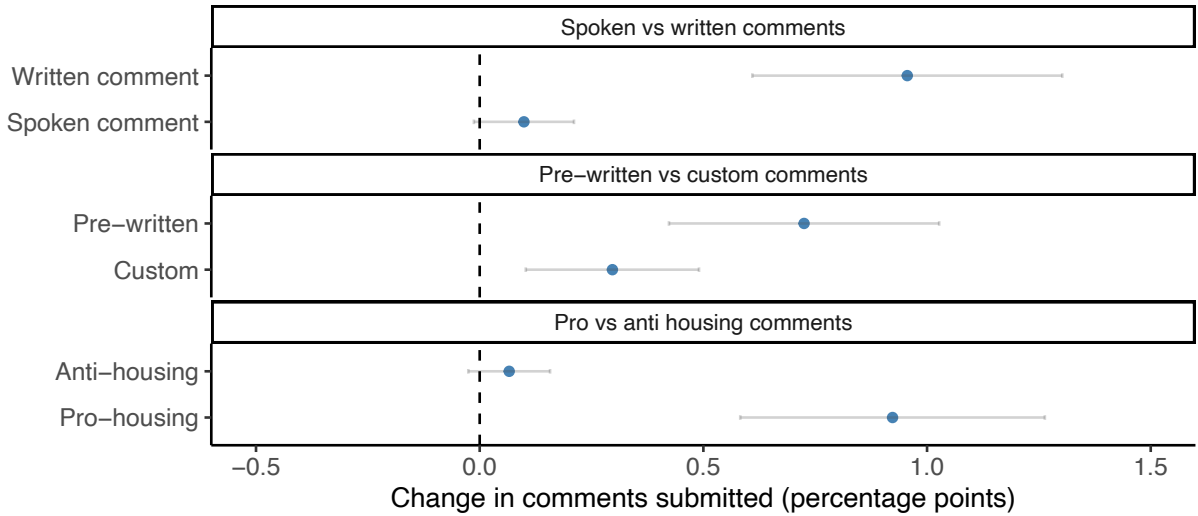 Spoken vs written comments
Written comment
Spoken comment
Pre−written vs custom comments
Pre−written
Custom
Pro vs anti housing comments
Anti−housing
Pro−housing
−0.5 0.0 0.5 1.0 1.5
Change in comments submitted (percentage points)